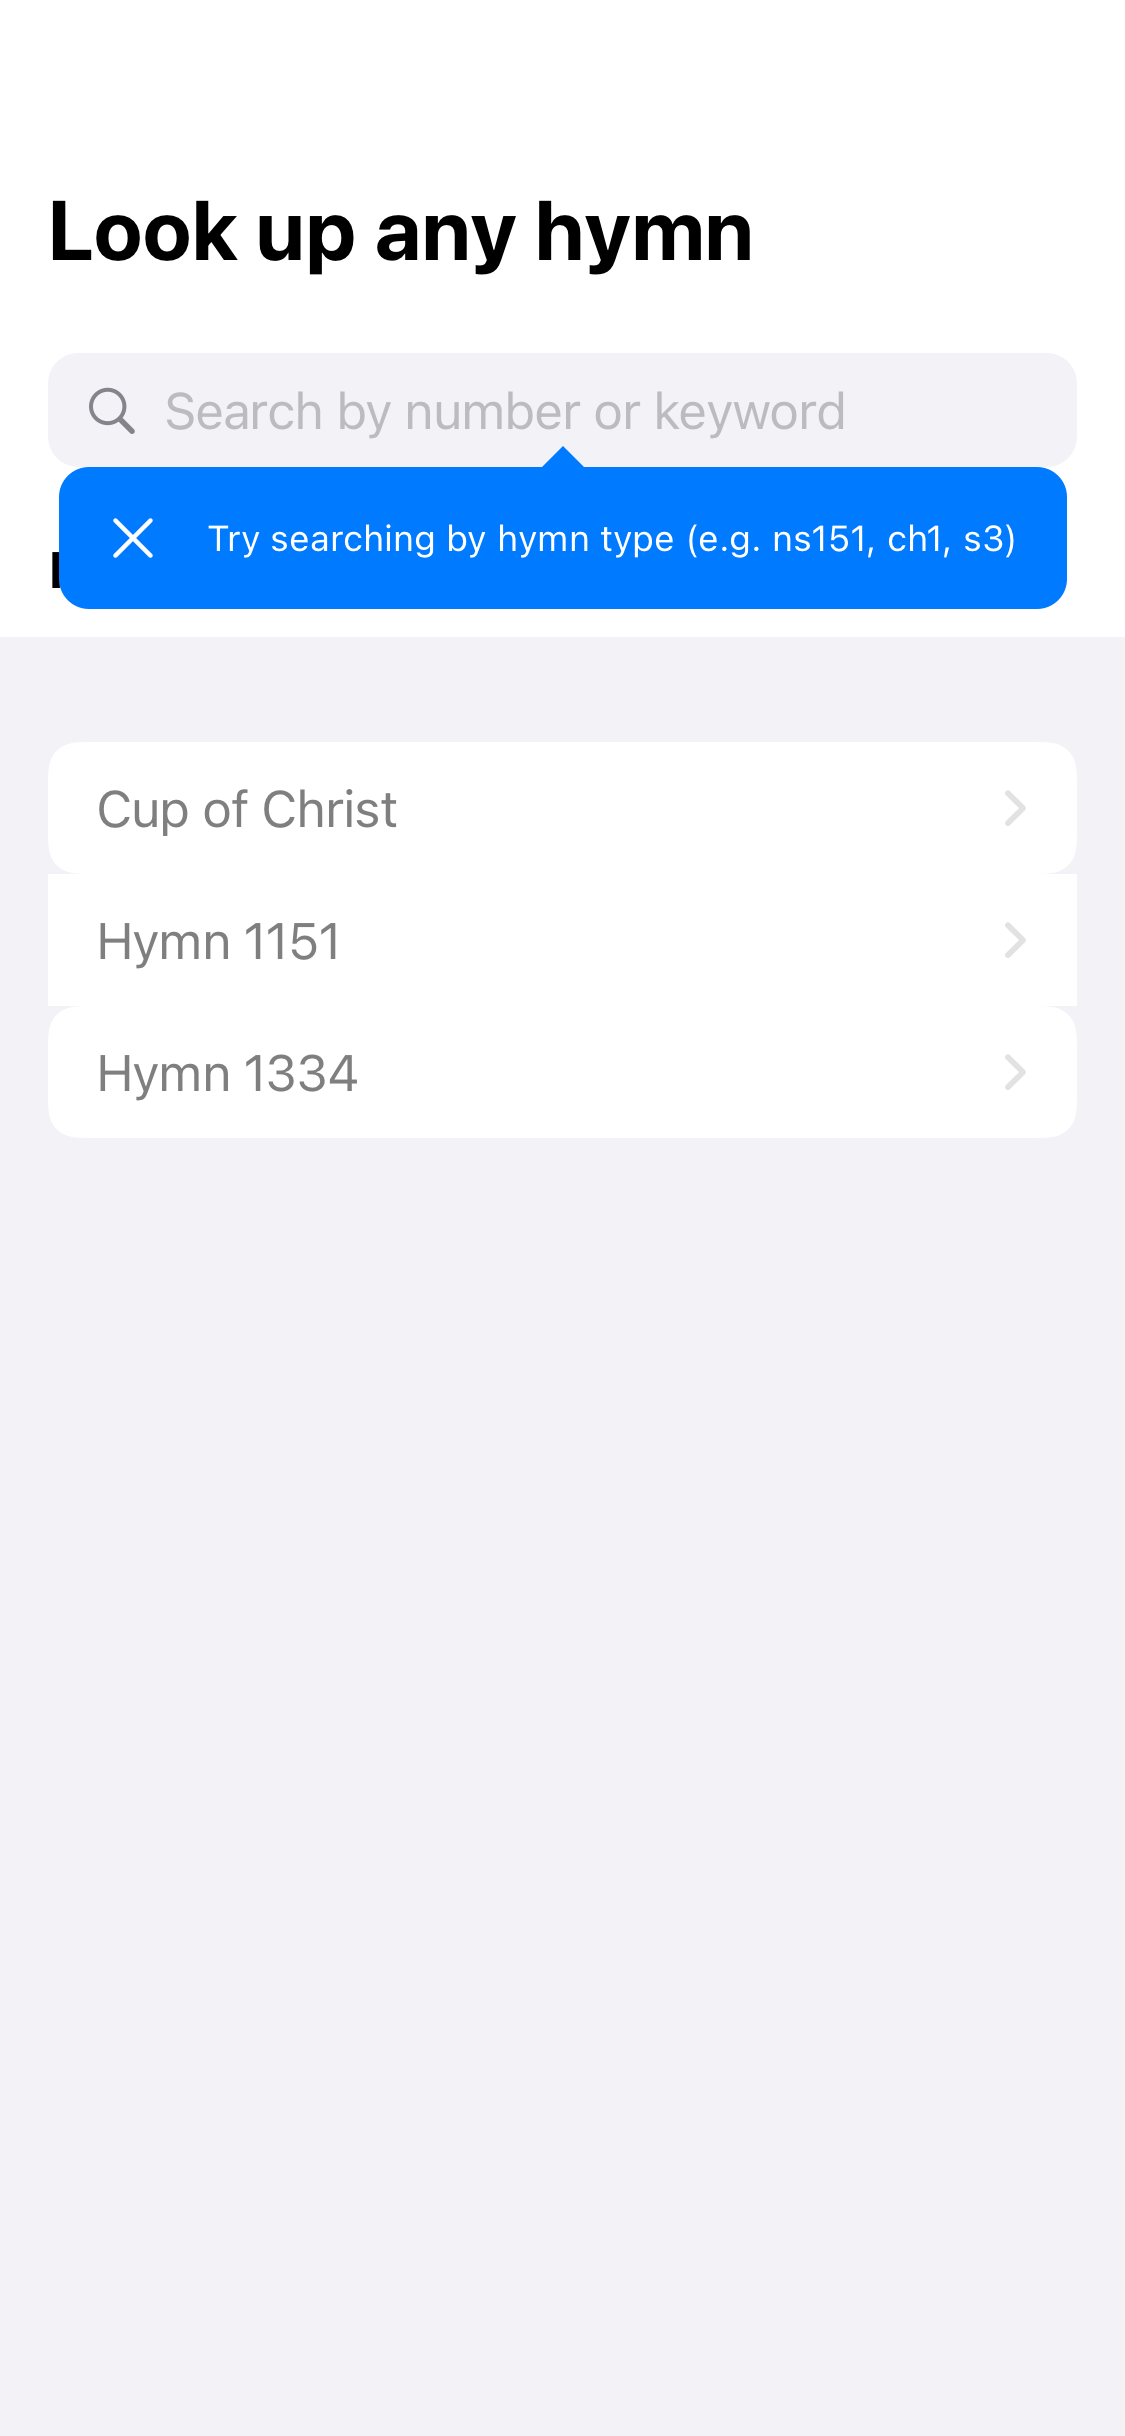 Look up any hymn
Search by number or keyword
Try searching by hymn type (e.g. ns151, ch1, s3)
Cup of Christ
Hymn 1151
Hymn 1334